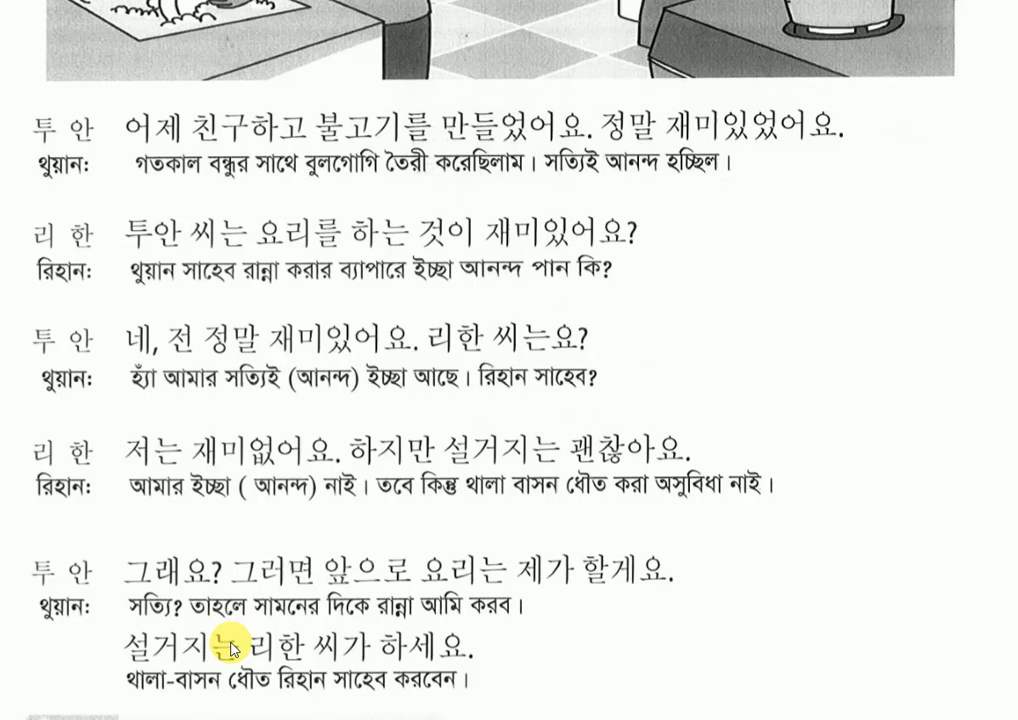 투 안 어제 친구하고 불고기를 만들었어요. 정말 재미있었어요.
থুয়ান: গতকাল বন্ধুর সাথে বুলগোগি তৈরী করেছিলাম। সত্যিই আনন্দ হচ্ছিল।
리 한 투안 씨는 요리를 하는 것이 재미있어요?
রিহান: থুয়ান সাহেব রান্না করার ব্যাপারে ইচ্ছা আনন্দ পান কি?
투 안 네, 전 정말 재미있어요. 리한 씨는요?
থুয়ান: হ্যাঁ আমার সত্যিই (আনন্দ) ইচ্ছা আছে। রিহান সাহেব?
리 한 저는 재미없어요. 하지만 설거지는 괜찮아요.
রিহান: আমার ইচ্ছা ( আনন্দ) নাই। তবে কিন্তু থালা বাসন ধৌত করা অসুবিধা নাই।
투 안 그래요? 그러면 앞으로 요리는 제가 할게요.
থুয়ান: সত্যি? তাহলে সামনের দিকে রান্না আমি করব।
설거지는 리한 씨가 하세요.
থালা-বাসন ধৌত রিহান সাহেব করবেন।